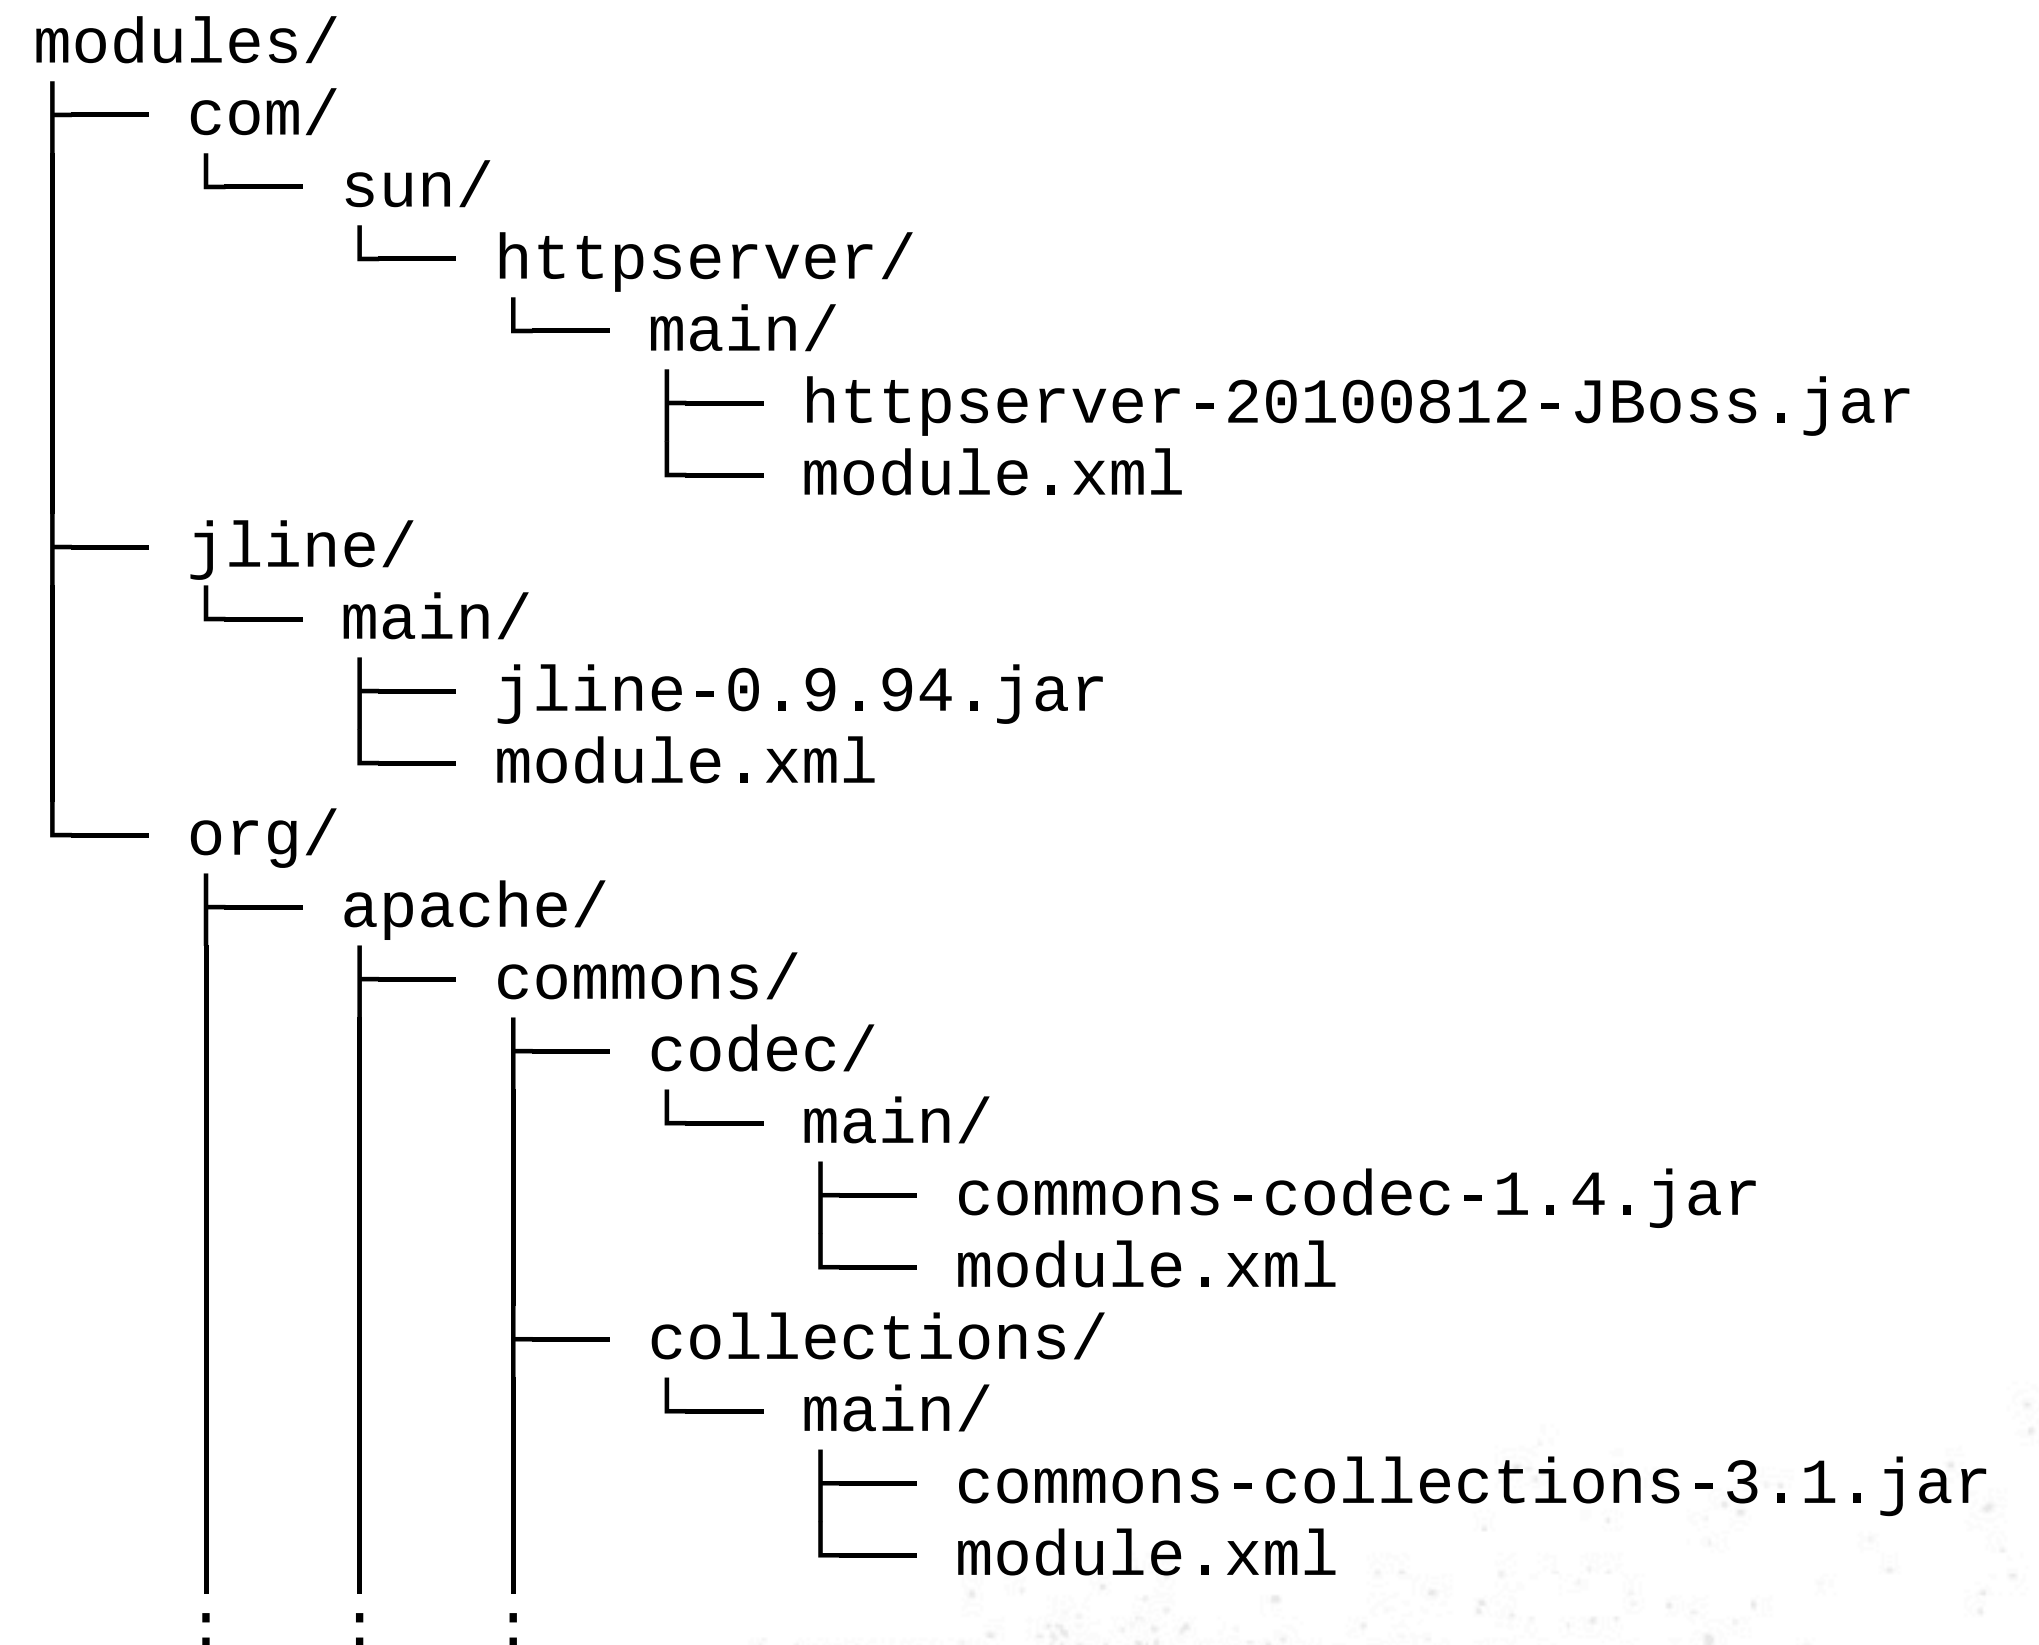 modules/
├── com/
│   └── sun/
│       └── httpserver/
│           └── main/
│               ├── httpserver-20100812-JBoss.jar
│               └── module.xml
├── jline/
│   └── main/
│       ├── jline-0.9.94.jar
│       └── module.xml
└── org/
    ├── apache/
    │   ├── commons/
    │   │   ├── codec/
    │   │   │   └── main/
    │   │   │       ├── commons-codec-1.4.jar
    │   │   │       └── module.xml
    │   │   ├── collections/
    │   │   │   └── main/
    │   │   │       ├── commons-collections-3.1.jar
    │   │   │       └── module.xml
    :   :   :